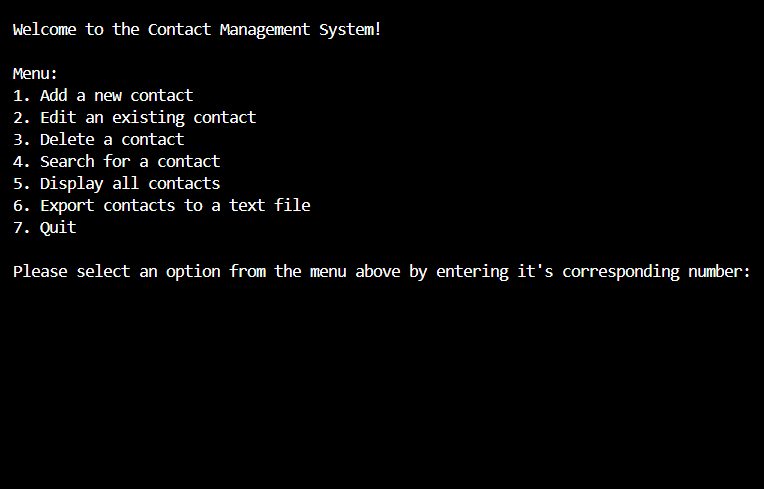 Welcome to the Contact Management System!
Menu:
1. Add a new contact
2. Edit an existing contact
3. Delete a contact
4. Search for a contact
5. Display all contacts
6. Export contacts to a text file
7. Quit
Please select an option from the menu above by entering it's corresponding number: